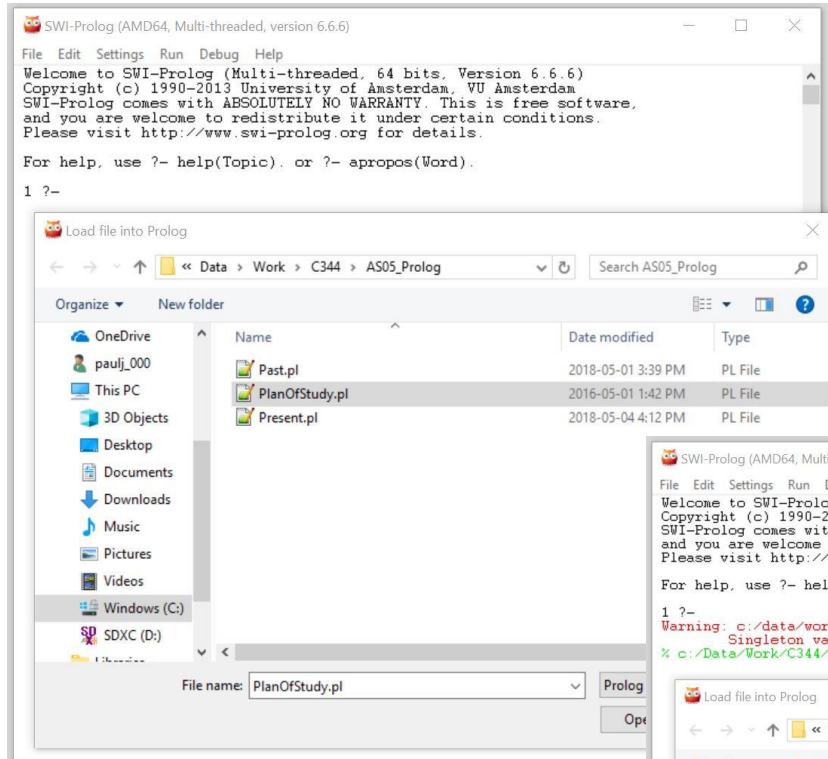 SWI-Prolog (AMD64, Multi-threaded, version 6.6.6)
File Edit Settings Run Debug Help
Welcome to SWI-Prolog (Multi-threaded, 64 bits, Version 6.6.6)
Copyright (c) 1990-2013 University of Amsterdam, VU Amsterdam
SWI-Prolog comes with ABSOLUTELY NO WARRANTY. This is free software,
and you are welcome to redistribute it under certain conditions.
Please visit http://www.swi-prolog.org for details.
For help, use ?- help(Topic). or ?- apropos(Word).
1 ?-
Load file into Prolog
« Data > Work > C344 > AS05_Prolog
Search AS05_Prolog
Organize New folder
OneDrive
paulj_000
This PC
3D Objects
Desktop
Documents
Downloads
Music
Pictures
Videos
Windows (C:)
SDXC (D:)
Name Date modified Type
Past.pl 2018-05-01 3:39 PM PL File
PlanOfStudy.pl 2016-05-01 1:42 PM PL File
Present.pl 2018-05-04 4:12 PM PL File
File name: PlanOfStudy.pl Prolog
Ope
SWI-Prolog (AMD64, Multi
File Edit Settings Run
Welcome to SWI-Prolo
Copyright (c) 1990-2
SWI-Prolog comes wit
and you are welcome
Please visit http://
For help, use ?- hel
1 ?-
Warning: c:/data/wor
Singleton va
% c:/Data/Work/C344/
Load file into Prolog
«